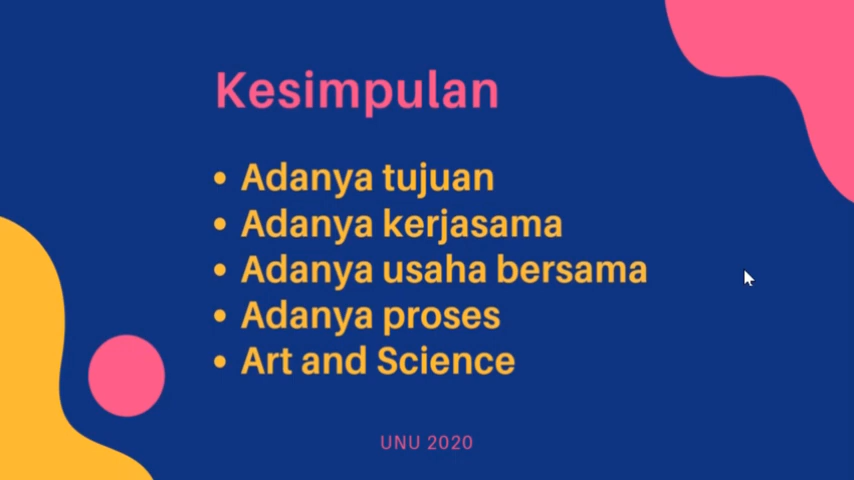 Kesimpulan
• Adanya tujuan
• Adanya kerjasama
• Adanya usaha bersama
• Adanya proses
• Art and Science
UNU 2020